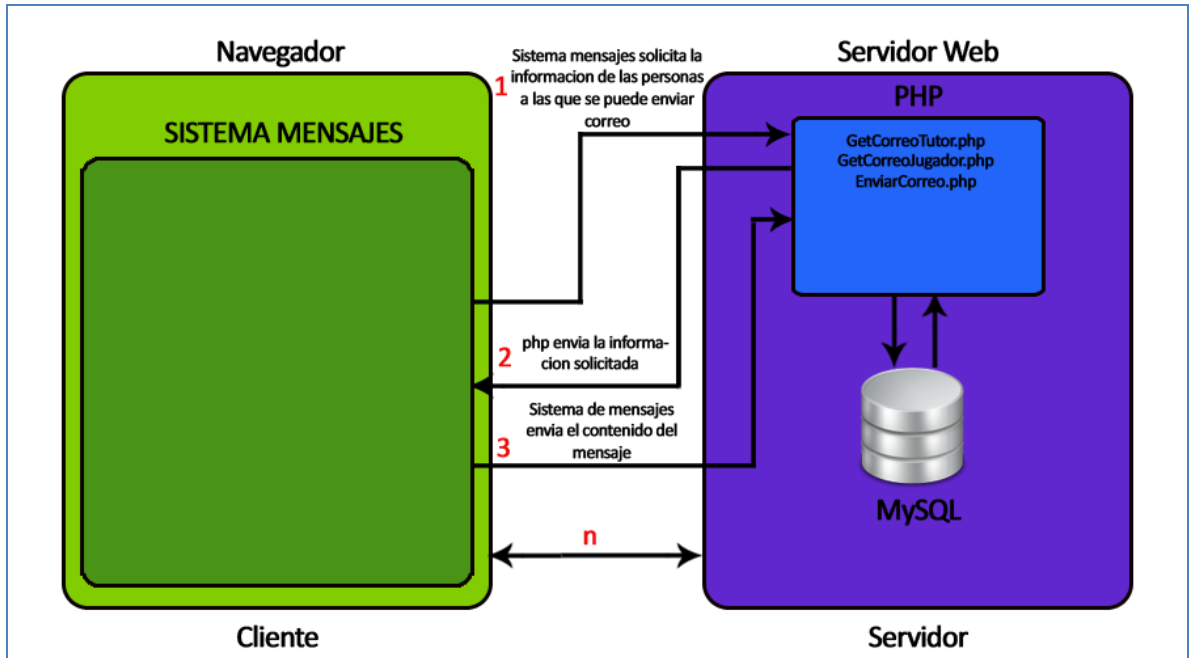 Navegador
SISTEMA MENSAJES
1
Sistema mensajes solicita la
informacion de las personas
a las que se puede enviar
correo
2
php envia la informa-
cion solicitada
3
Sistema de mensajes
envia el contenido del
mensaje
n
Cliente
Servidor Web
PHP
GetCorreoTutor.php
GetCorreoJugador.php
EnviarCorreo.php
MySQL
Servidor